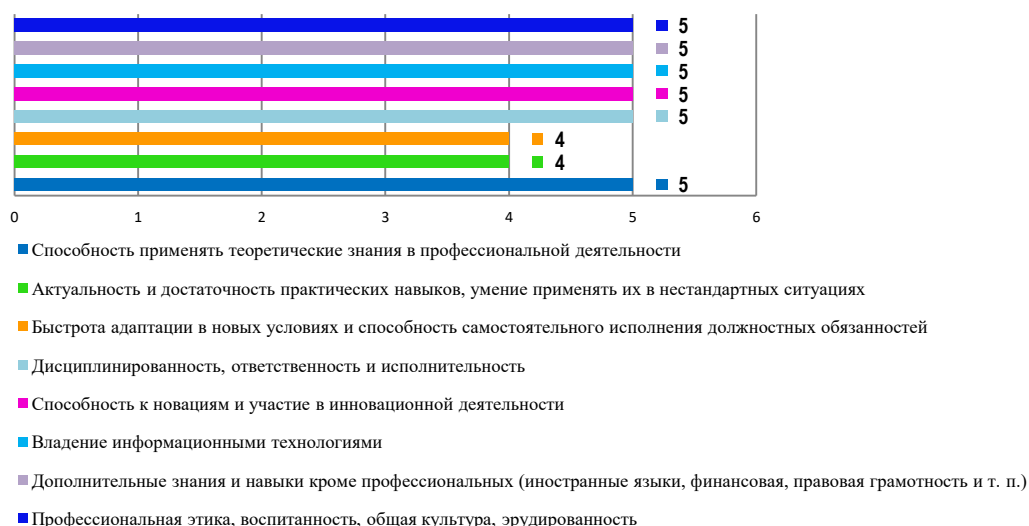 5
5
5
5
5
4
4
5
0 1 2 3 4 5 6
Способность применять теоретические знания в профессиональной деятельности
Актуальность и достаточность практических навыков, умение применять их в нестандартных ситуациях
Быстрота адаптации в новых условиях и способность самостоятельного исполнения должностных обязанностей
Дисциплинированность, ответственность и исполнительность
Способность к новациям и участие в инновационной деятельности
Владение информационными технологиями
Дополнительные знания и навыки кроме профессиональных (иностранные языки, финансовая, правовая грамотность и т. п.)
Профессиональная этика, воспитанность, общая культура, эрудированность